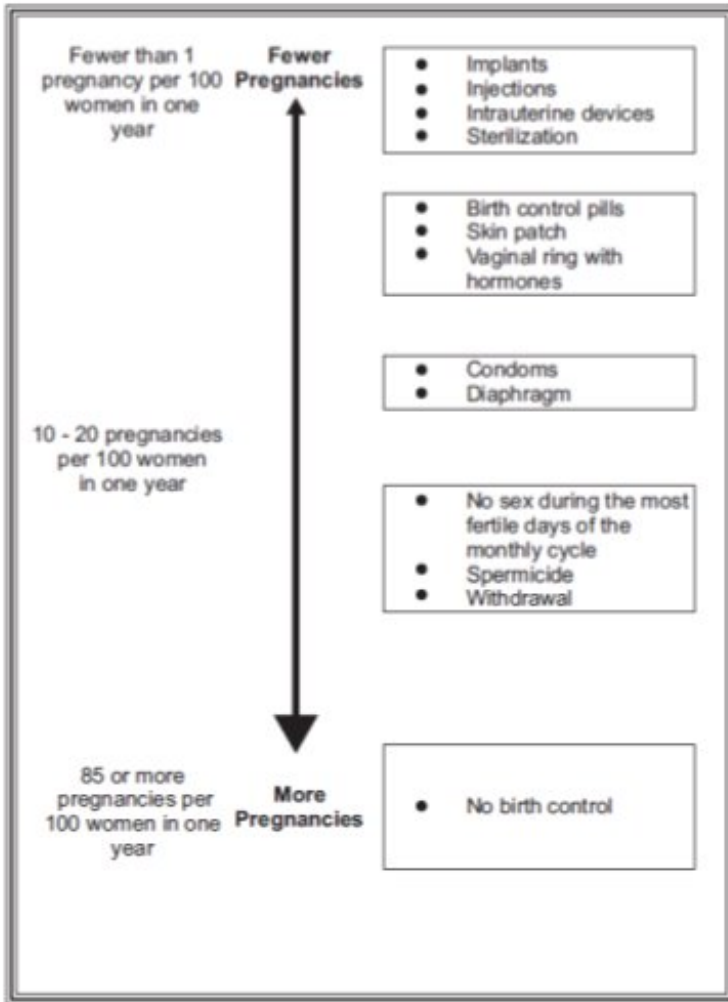 Fewer than 1
pregnancy per 100
women in one
year
Fewer
Pregnancies
● Implants
● Injections
● Intrauterine devices
● Sterilization
● Birth control pills
● Skin patch
● Vaginal ring with
hormones
● Condoms
● Diaphragm
10 - 20 pregnancies
per 100 women
in one year
● No sex during the most
fertile days of the
monthly cycle
● Spermicide
● Withdrawal
85 or more
pregnancies per
100 women in one
year
More
Pregnancies
● No birth control